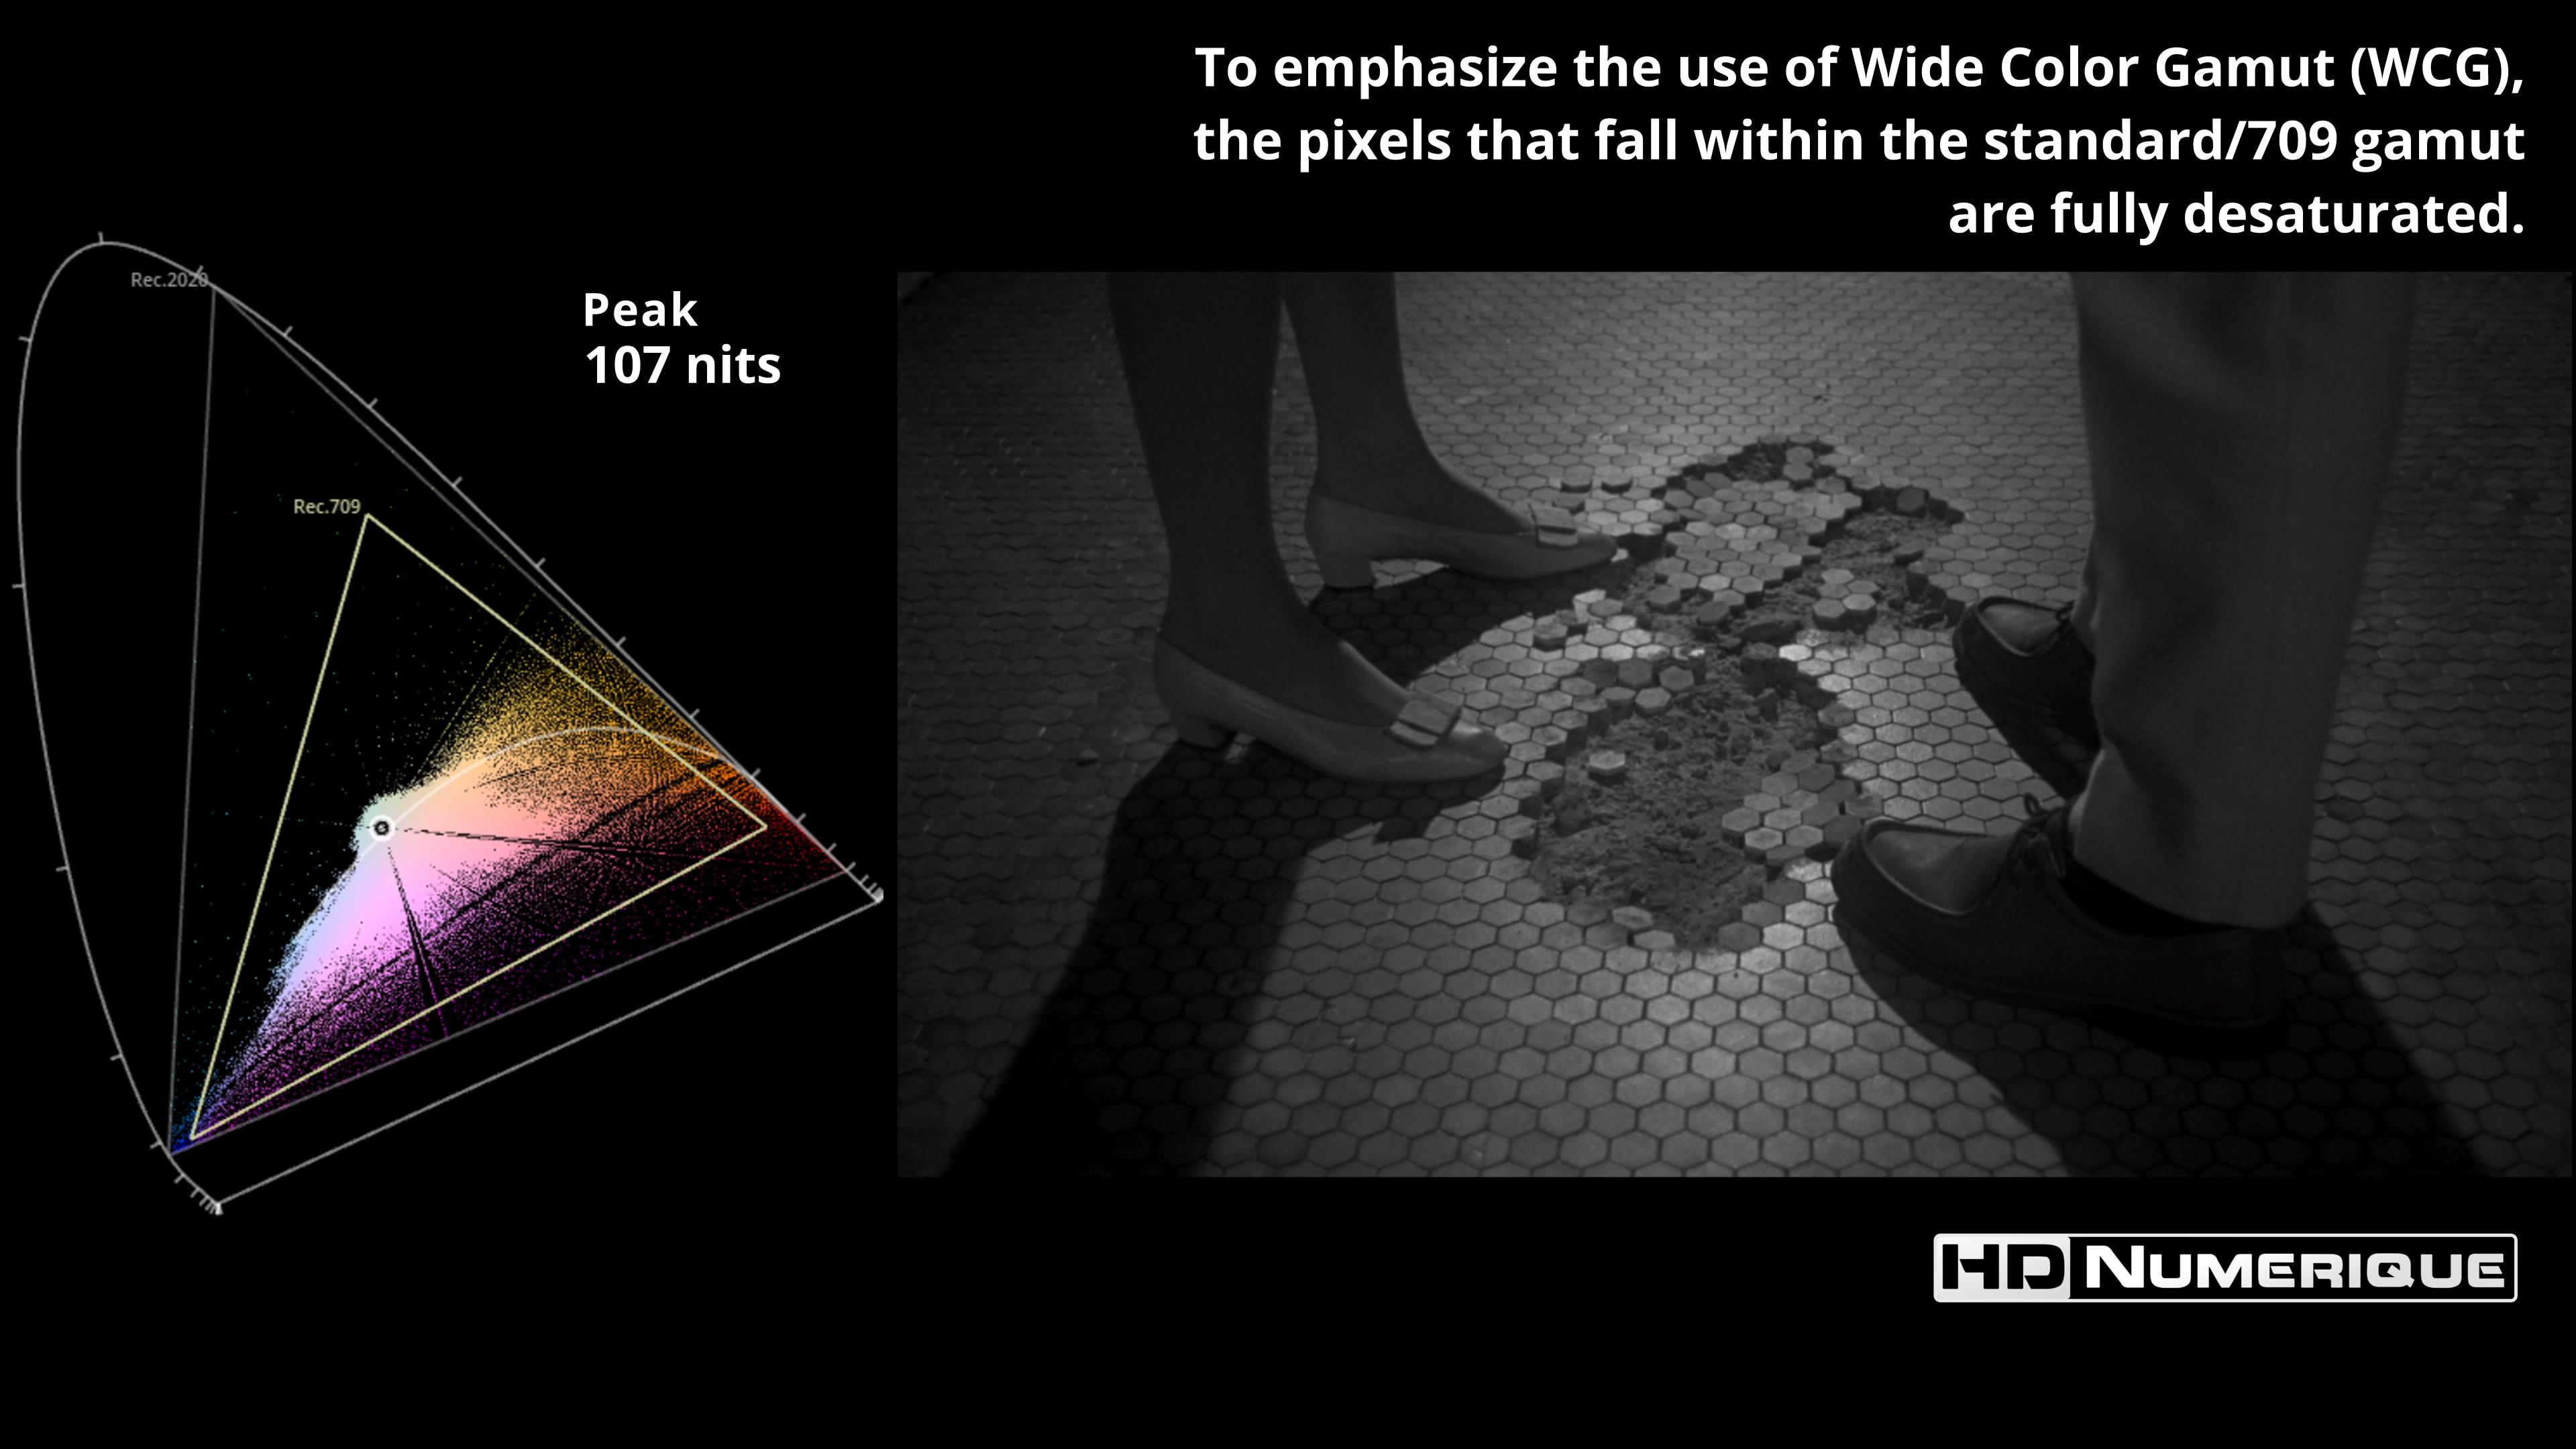 To emphasize the use of Wide Color Gamut (WCG),
the pixels that fall within the standard/709 gamut
are fully desaturated.
Rec.2020
Peak
107 nits
Rec.709
HD NUMERIQUE